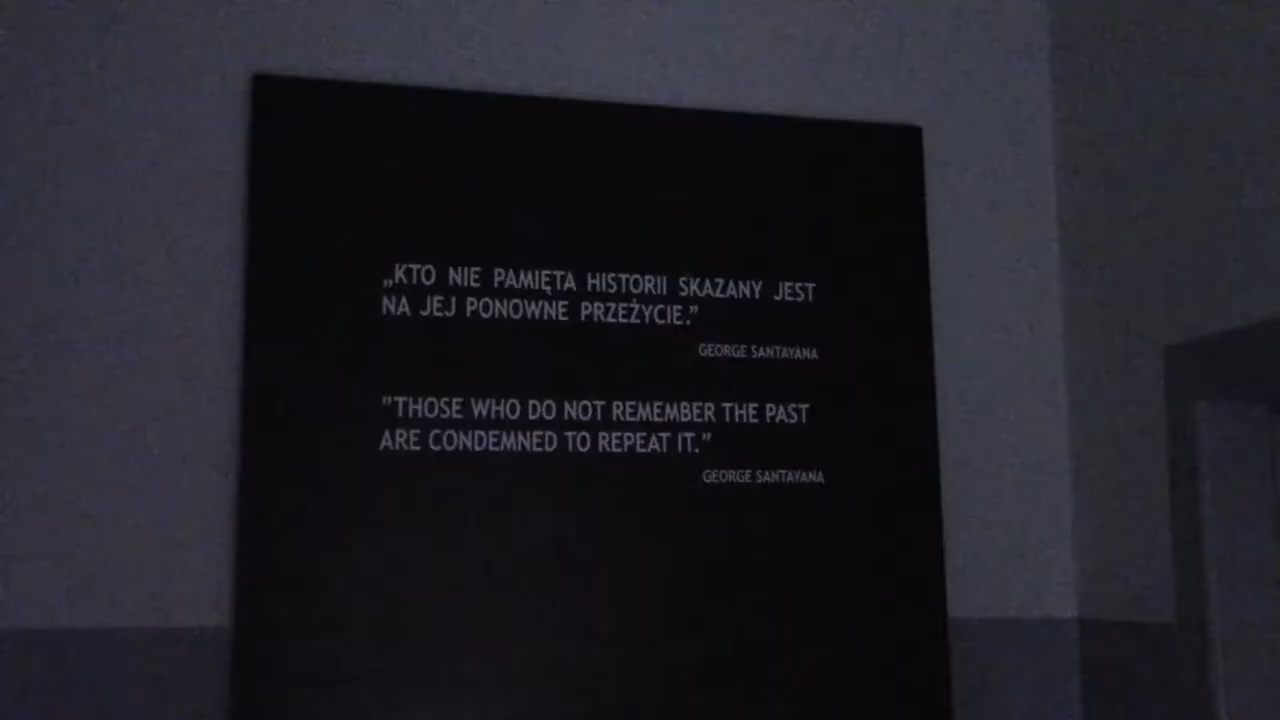 „KTO NIE PAMIĘTA HISTORII SKAZANY JEST
NA JEJ PONOWNE PRZEŻYCIE.”
GEORGE SANTAYANA
”THOSE WHO DO NOT REMEMBER THE PAST
ARE CONDEMNED TO REPEAT IT.”
GEORGE SANTAYANA